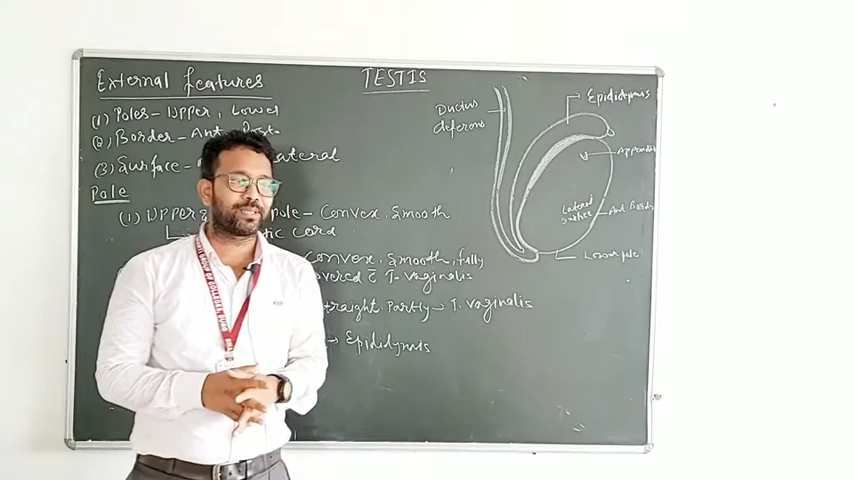 TESTIS
External features
(1) Poles - Upper, Lower
(2) Border - Ant Post.
(3) Surface - ateral
Pole
(1) Upper pole - Convex, Smooth
tic cord
Convex, Smooth, fully
overed c̄ T. vaginalis
traight, Partly → T. vaginalis
→ Epididymis
Ductus
deferens
Epididymis
Appendix
Lateral
surface
Ant Border
Lower pole